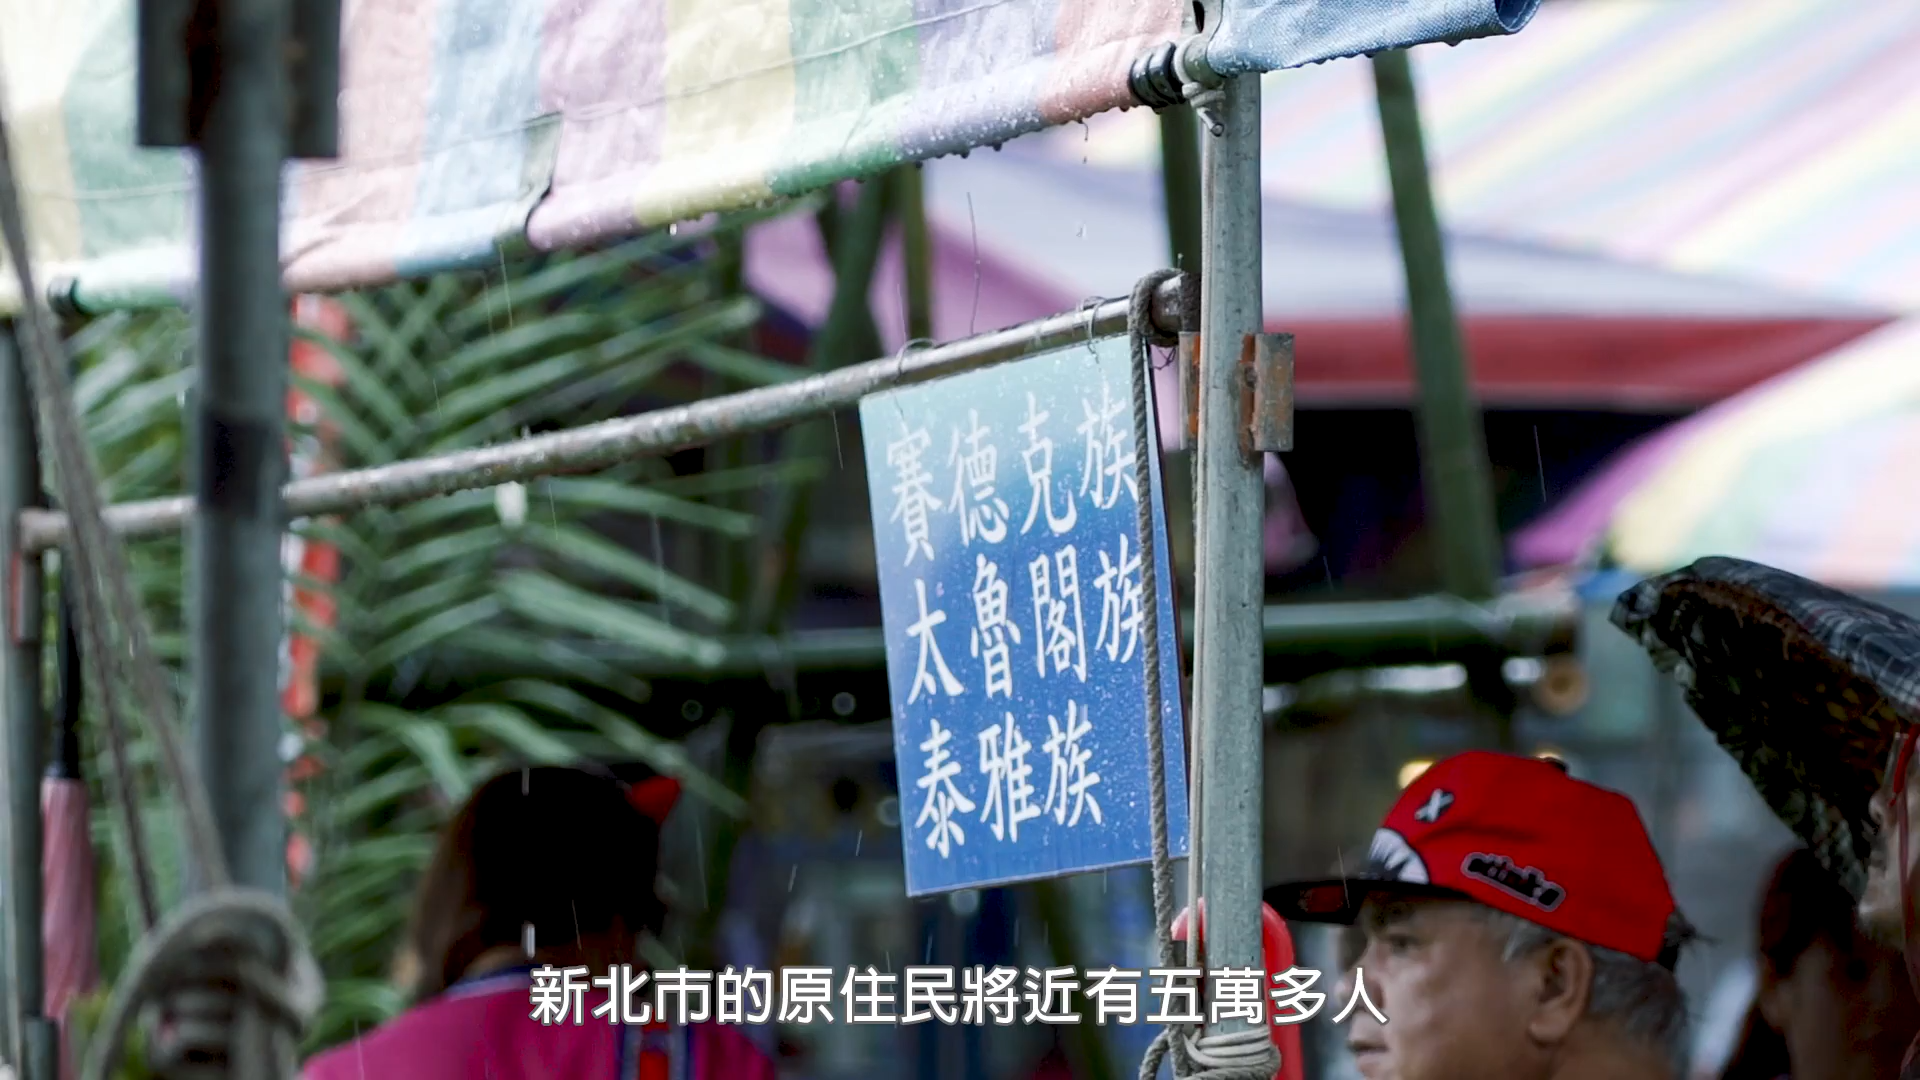 賽德克族
太魯閣族
泰雅族
新北市的原住民將近有五萬多人